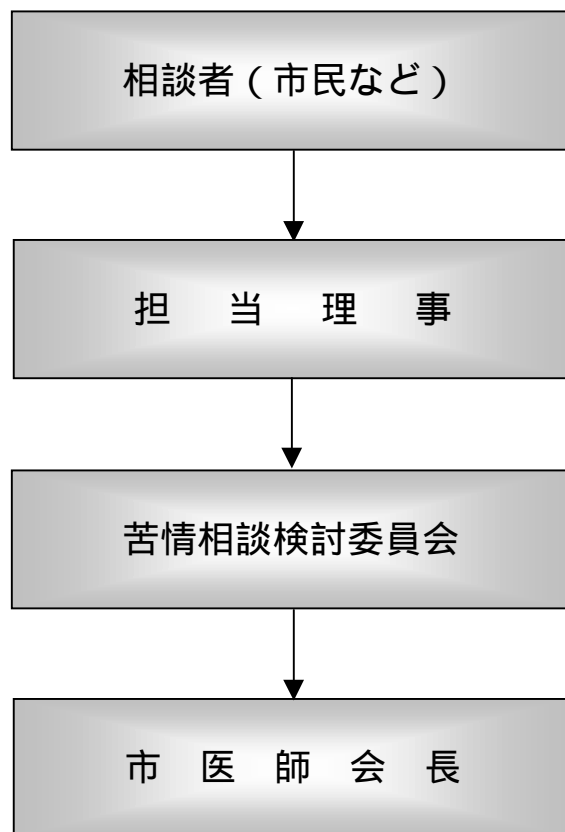 相談者（市民など）
担　当　理　事
苦情相談検討委員会
市　医　師　会　長